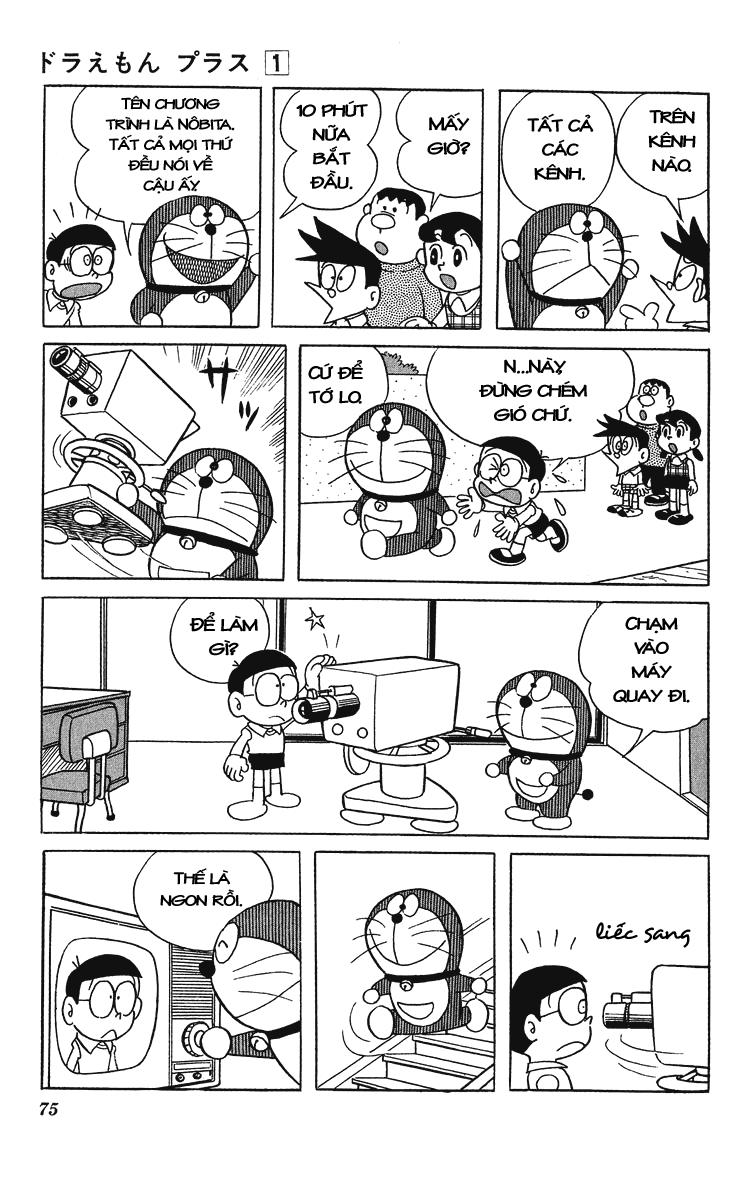 ドラえもん プラス 1
TÊN CHƯƠNG
TRÌNH LÀ NÔBITA.
TẤT CẢ MỌI THỨ
ĐỀU NÓI VỀ
CẬU ẤY.
10 PHÚT
NỮA
BẮT
ĐẦU.
MẤY
GIỜ?
TẤT CẢ
CÁC
KÊNH.
TRÊN
KÊNH
NÀO.
サッ
CỨ ĐỂ
TỚ LO.
N...NÀY,
ĐỪNG CHÉM
GIÓ CHỨ.
ĐỂ LÀM
GÌ?
CHẠM
VÀO
MÁY
QUAY ĐI.
THẾ LÀ
NGON RỒI.
liếc sang
75